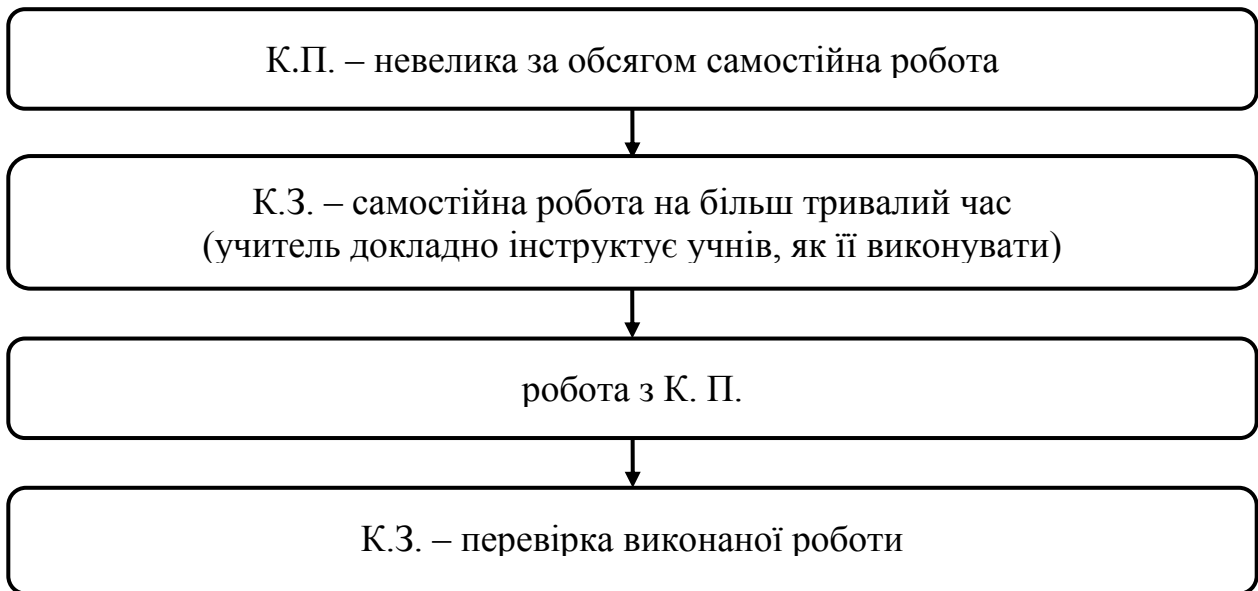 К.П. – невелика за обсягом самостійна робота
К.З. – самостійна робота на більш тривалий час
(учитель докладно інструктує учнів, як її виконувати)
робота з К. П.
К.З. – перевірка виконаної роботи